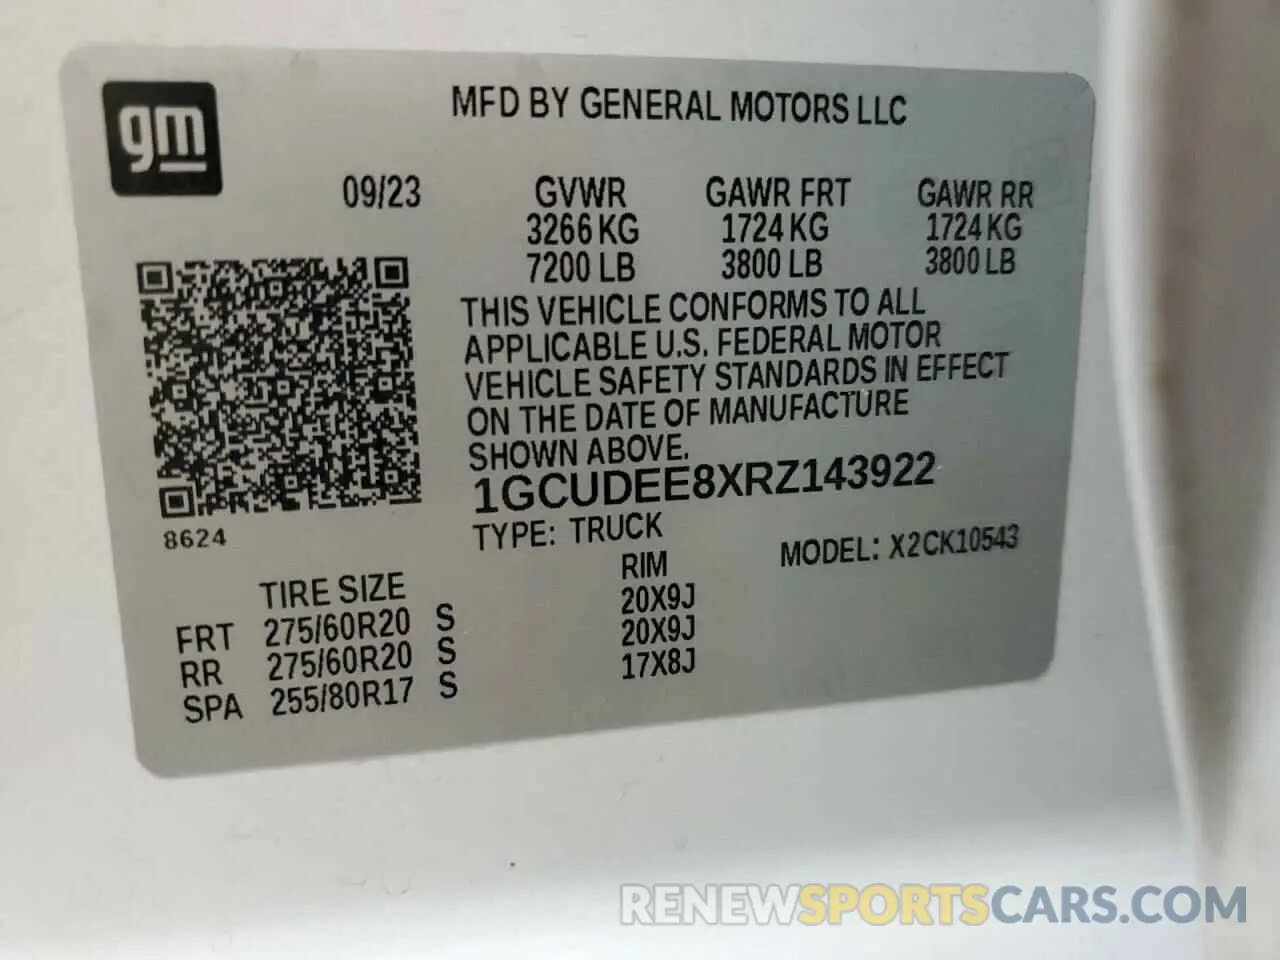 gm
MFD BY GENERAL MOTORS LLC
09/23 GVWR GAWR FRT GAWR RR
3266 KG 1724 KG 1724 KG
7200 LB 3800 LB 3800 LB
THIS VEHICLE CONFORMS TO ALL
APPLICABLE U.S. FEDERAL MOTOR
VEHICLE SAFETY STANDARDS IN EFFECT
ON THE DATE OF MANUFACTURE
SHOWN ABOVE.
1GCUDEE8XRZ143922
8624
TYPE: TRUCK MODEL: X2CK10543
TIRE SIZE RIM
FRT 275/60R20 S 20X9J
RR 275/60R20 S 20X9J
SPA 255/80R17 S 17X8J
RENEWSPORTSCARS.COM